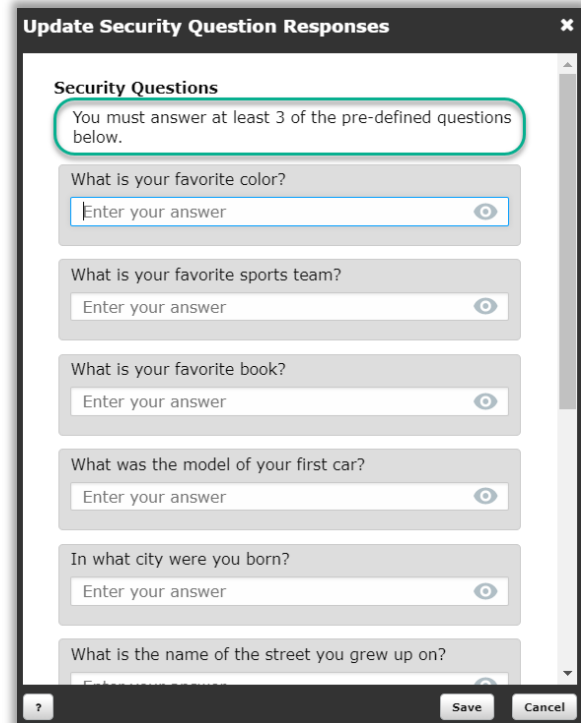 Update Security Question Responses
Security Questions
You must answer at least 3 of the pre-defined questions
below.
What is your favorite color?
Enter your answer
What is your favorite sports team?
Enter your answer
What is your favorite book?
Enter your answer
What was the model of your first car?
Enter your answer
In what city were you born?
Enter your answer
What is the name of the street you grew up on?
Enter your answer
? Save Cancel